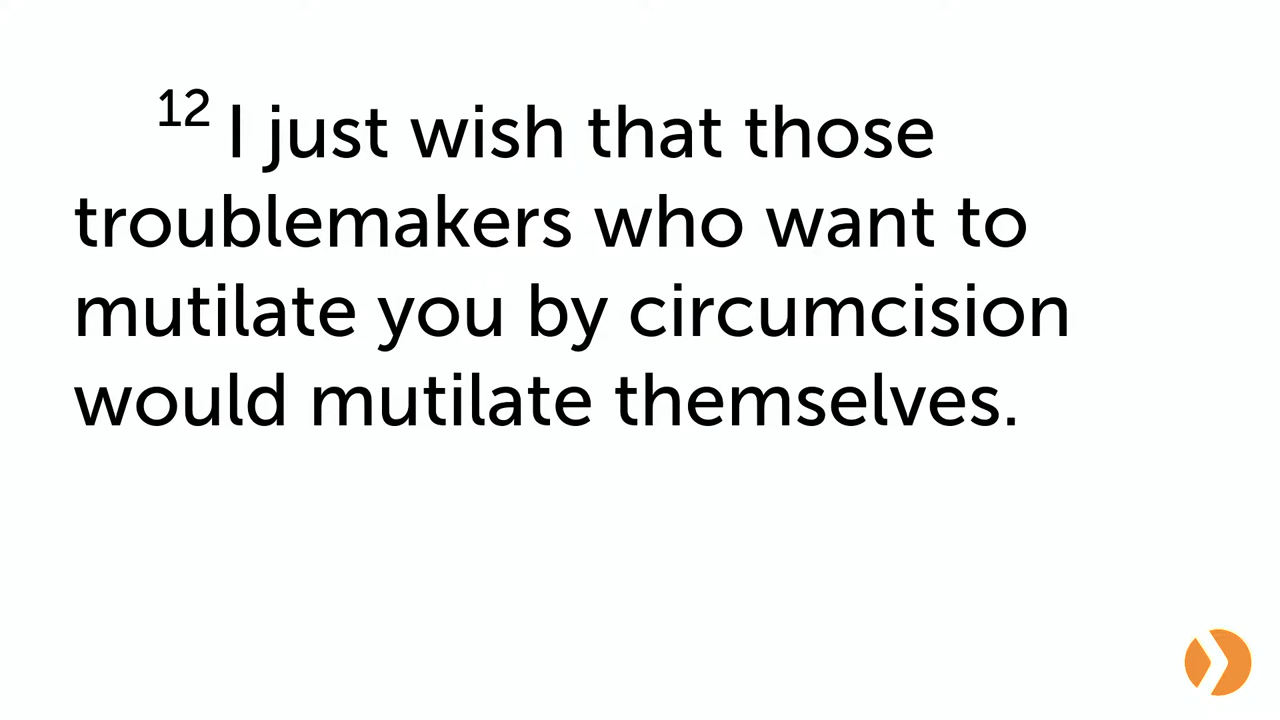 12 I just wish that those
troublemakers who want to
mutilate you by circumcision
would mutilate themselves.